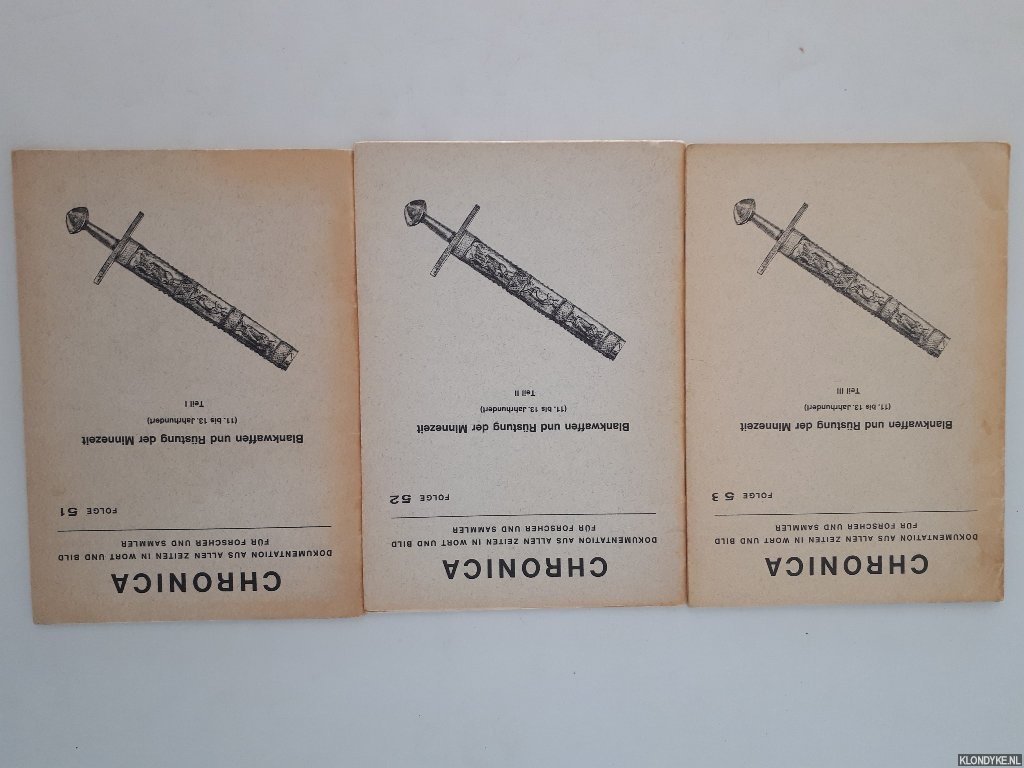 CHRONICA
DOKUMENTATION AUS ALLEN ZEITEN IN WORT UND BILD
FÜR FORSCHER UND SAMMLER
FOLGE 51
Blankwaffen und Rüstung der Minnezeit
(11. bis 13. Jahrhundert)
Teil I
CHRONICA
DOKUMENTATION AUS ALLEN ZEITEN IN WORT UND BILD
FÜR FORSCHER UND SAMMLER
FOLGE 52
Blankwaffen und Rüstung der Minnezeit
(11. bis 13. Jahrhundert)
Teil II
CHRONICA
DOKUMENTATION AUS ALLEN ZEITEN IN WORT UND BILD
FÜR FORSCHER UND SAMMLER
FOLGE 53
Blankwaffen und Rüstung der Minnezeit
(11. bis 13. Jahrhundert)
Teil III
KLONDYKE.NL